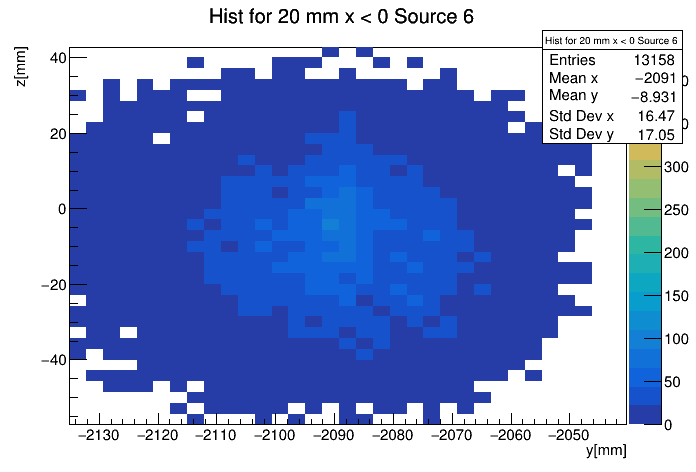 Hist for 20 mm x < 0 Source 6
Hist for 20 mm x < 0 Source 6
Entries 13158
Mean x −2091
Mean y −8.931
Std Dev x 16.47
Std Dev y 17.05
z[mm]
40
20
0
−20
−40
−2130 −2120 −2110 −2100 −2090 −2080 −2070 −2060 −2050
y[mm]
300
250
200
150
100
50
0